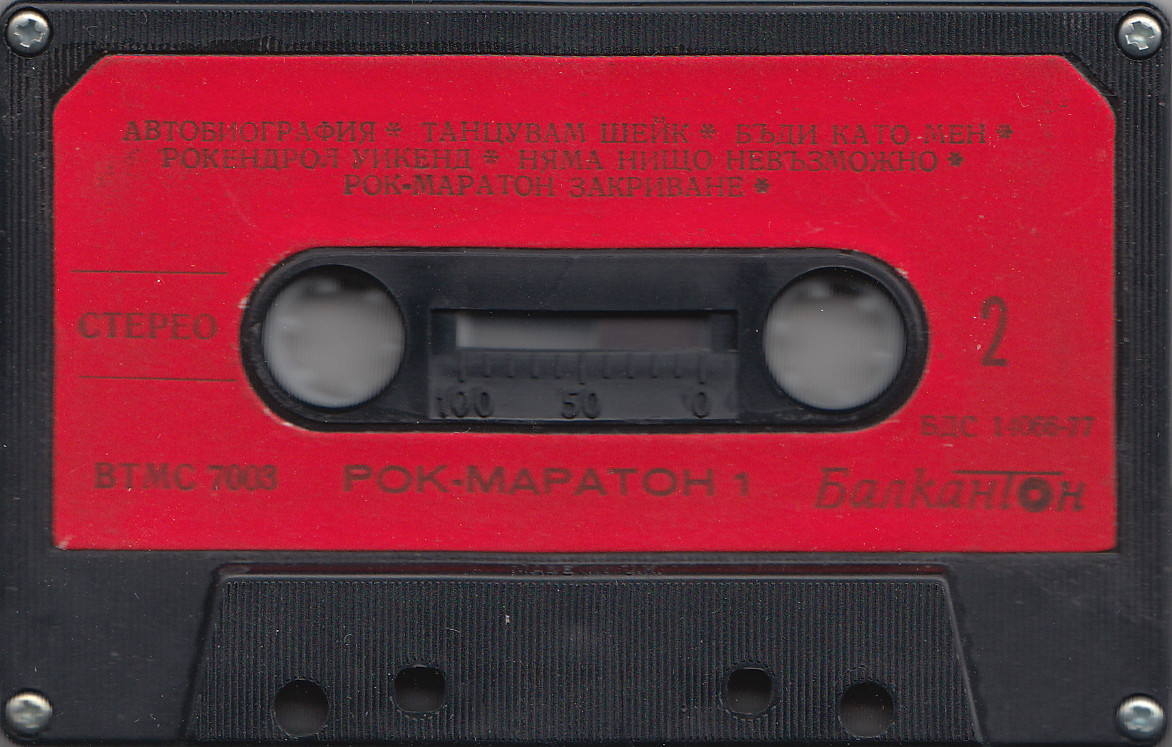 АВТОБИОГРАФИЯ * ТАНЦУВАМ ШЕЙК * БЪДИ КАТО МЕН *
РОКЕНДРОЛ УИКЕНД * НЯМА НИЩО НЕВЪЗМОЖНО *
РОК-МАРАТОН ЗАКРИВАНЕ *
СТЕРЕО
2
100 50 0
БДС 14066-77
ВТМС 7003
РОК-МАРАТОН 1
Балкантон